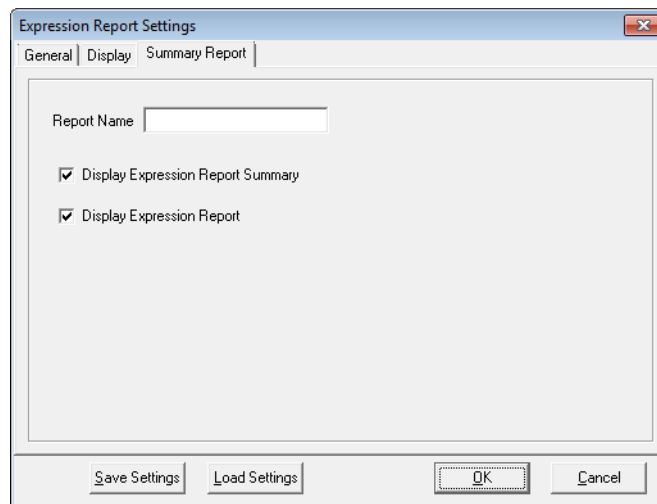 Expression Report Settings
General Display Summary Report
Report Name
Display Expression Report Summary
Display Expression Report
Save Settings Load Settings OK Cancel